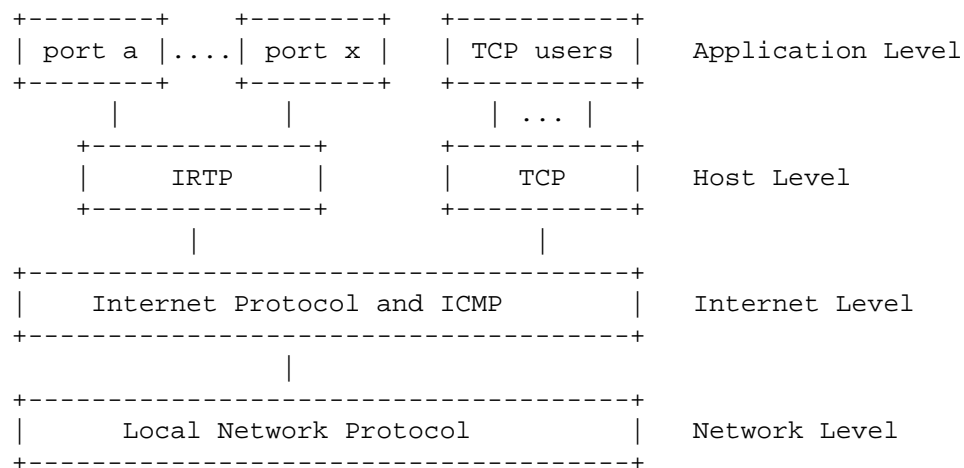 +--------+    +--------+   +-----------+
| port a |....| port x |   | TCP users |   Application Level
+--------+    +--------+   +-----------+
|          |             | ... |
+--------------+       +-----------+
|     IRTP     |       |    TCP    |   Host Level
+--------------+       +-----------+
|                      |
+--------------------------------------+
|    Internet Protocol and ICMP        |   Internet Level
+--------------------------------------+
|
+--------------------------------------+
|      Local Network Protocol          |   Network Level
+--------------------------------------+